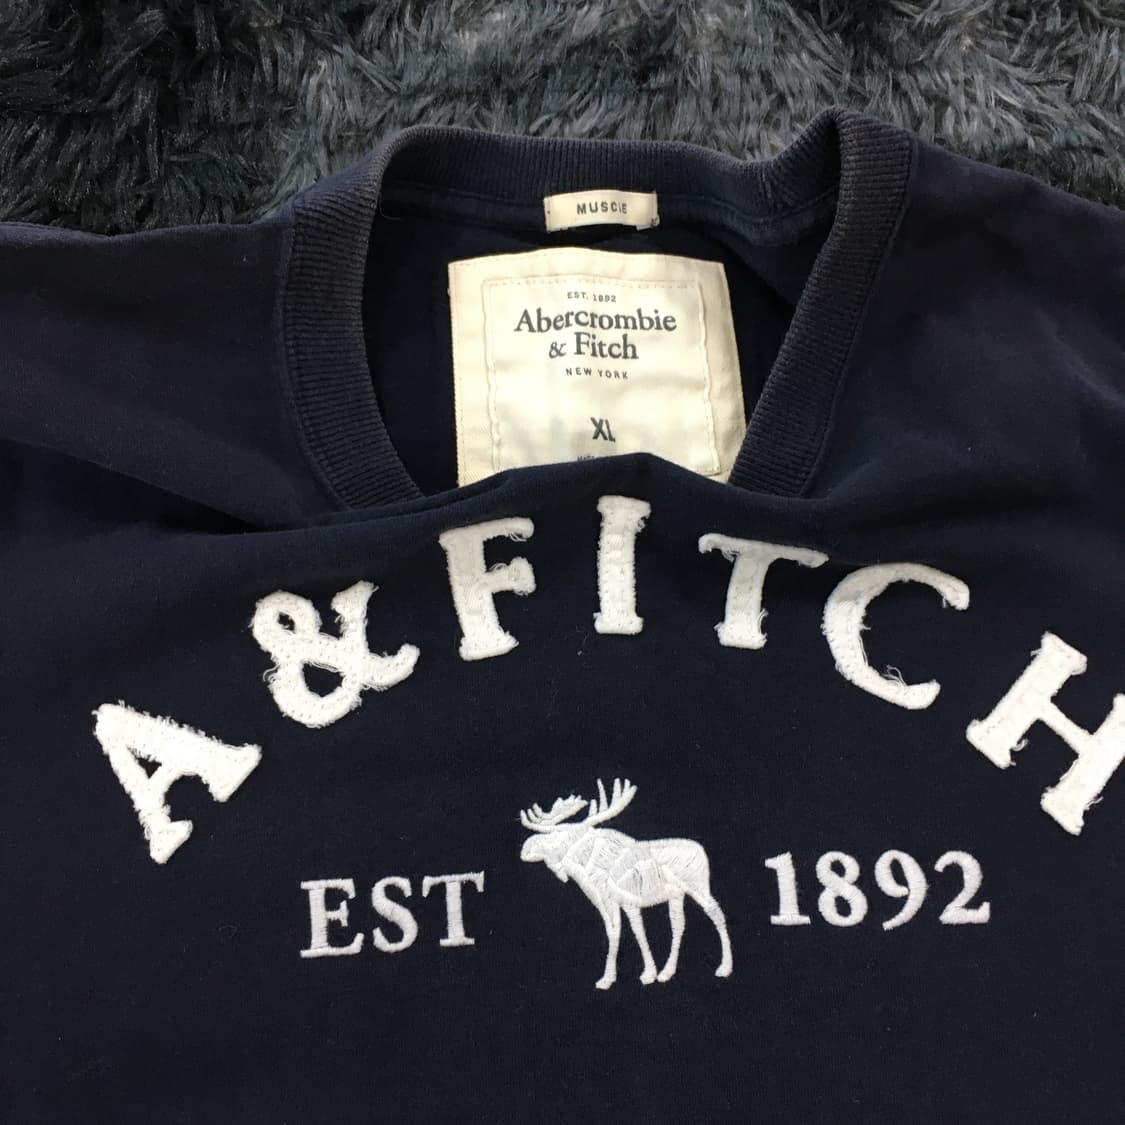 MUSCLE
EST. 1892
Abercrombie
& Fitch
NEW YORK
XL
A & FITCH
EST 1892